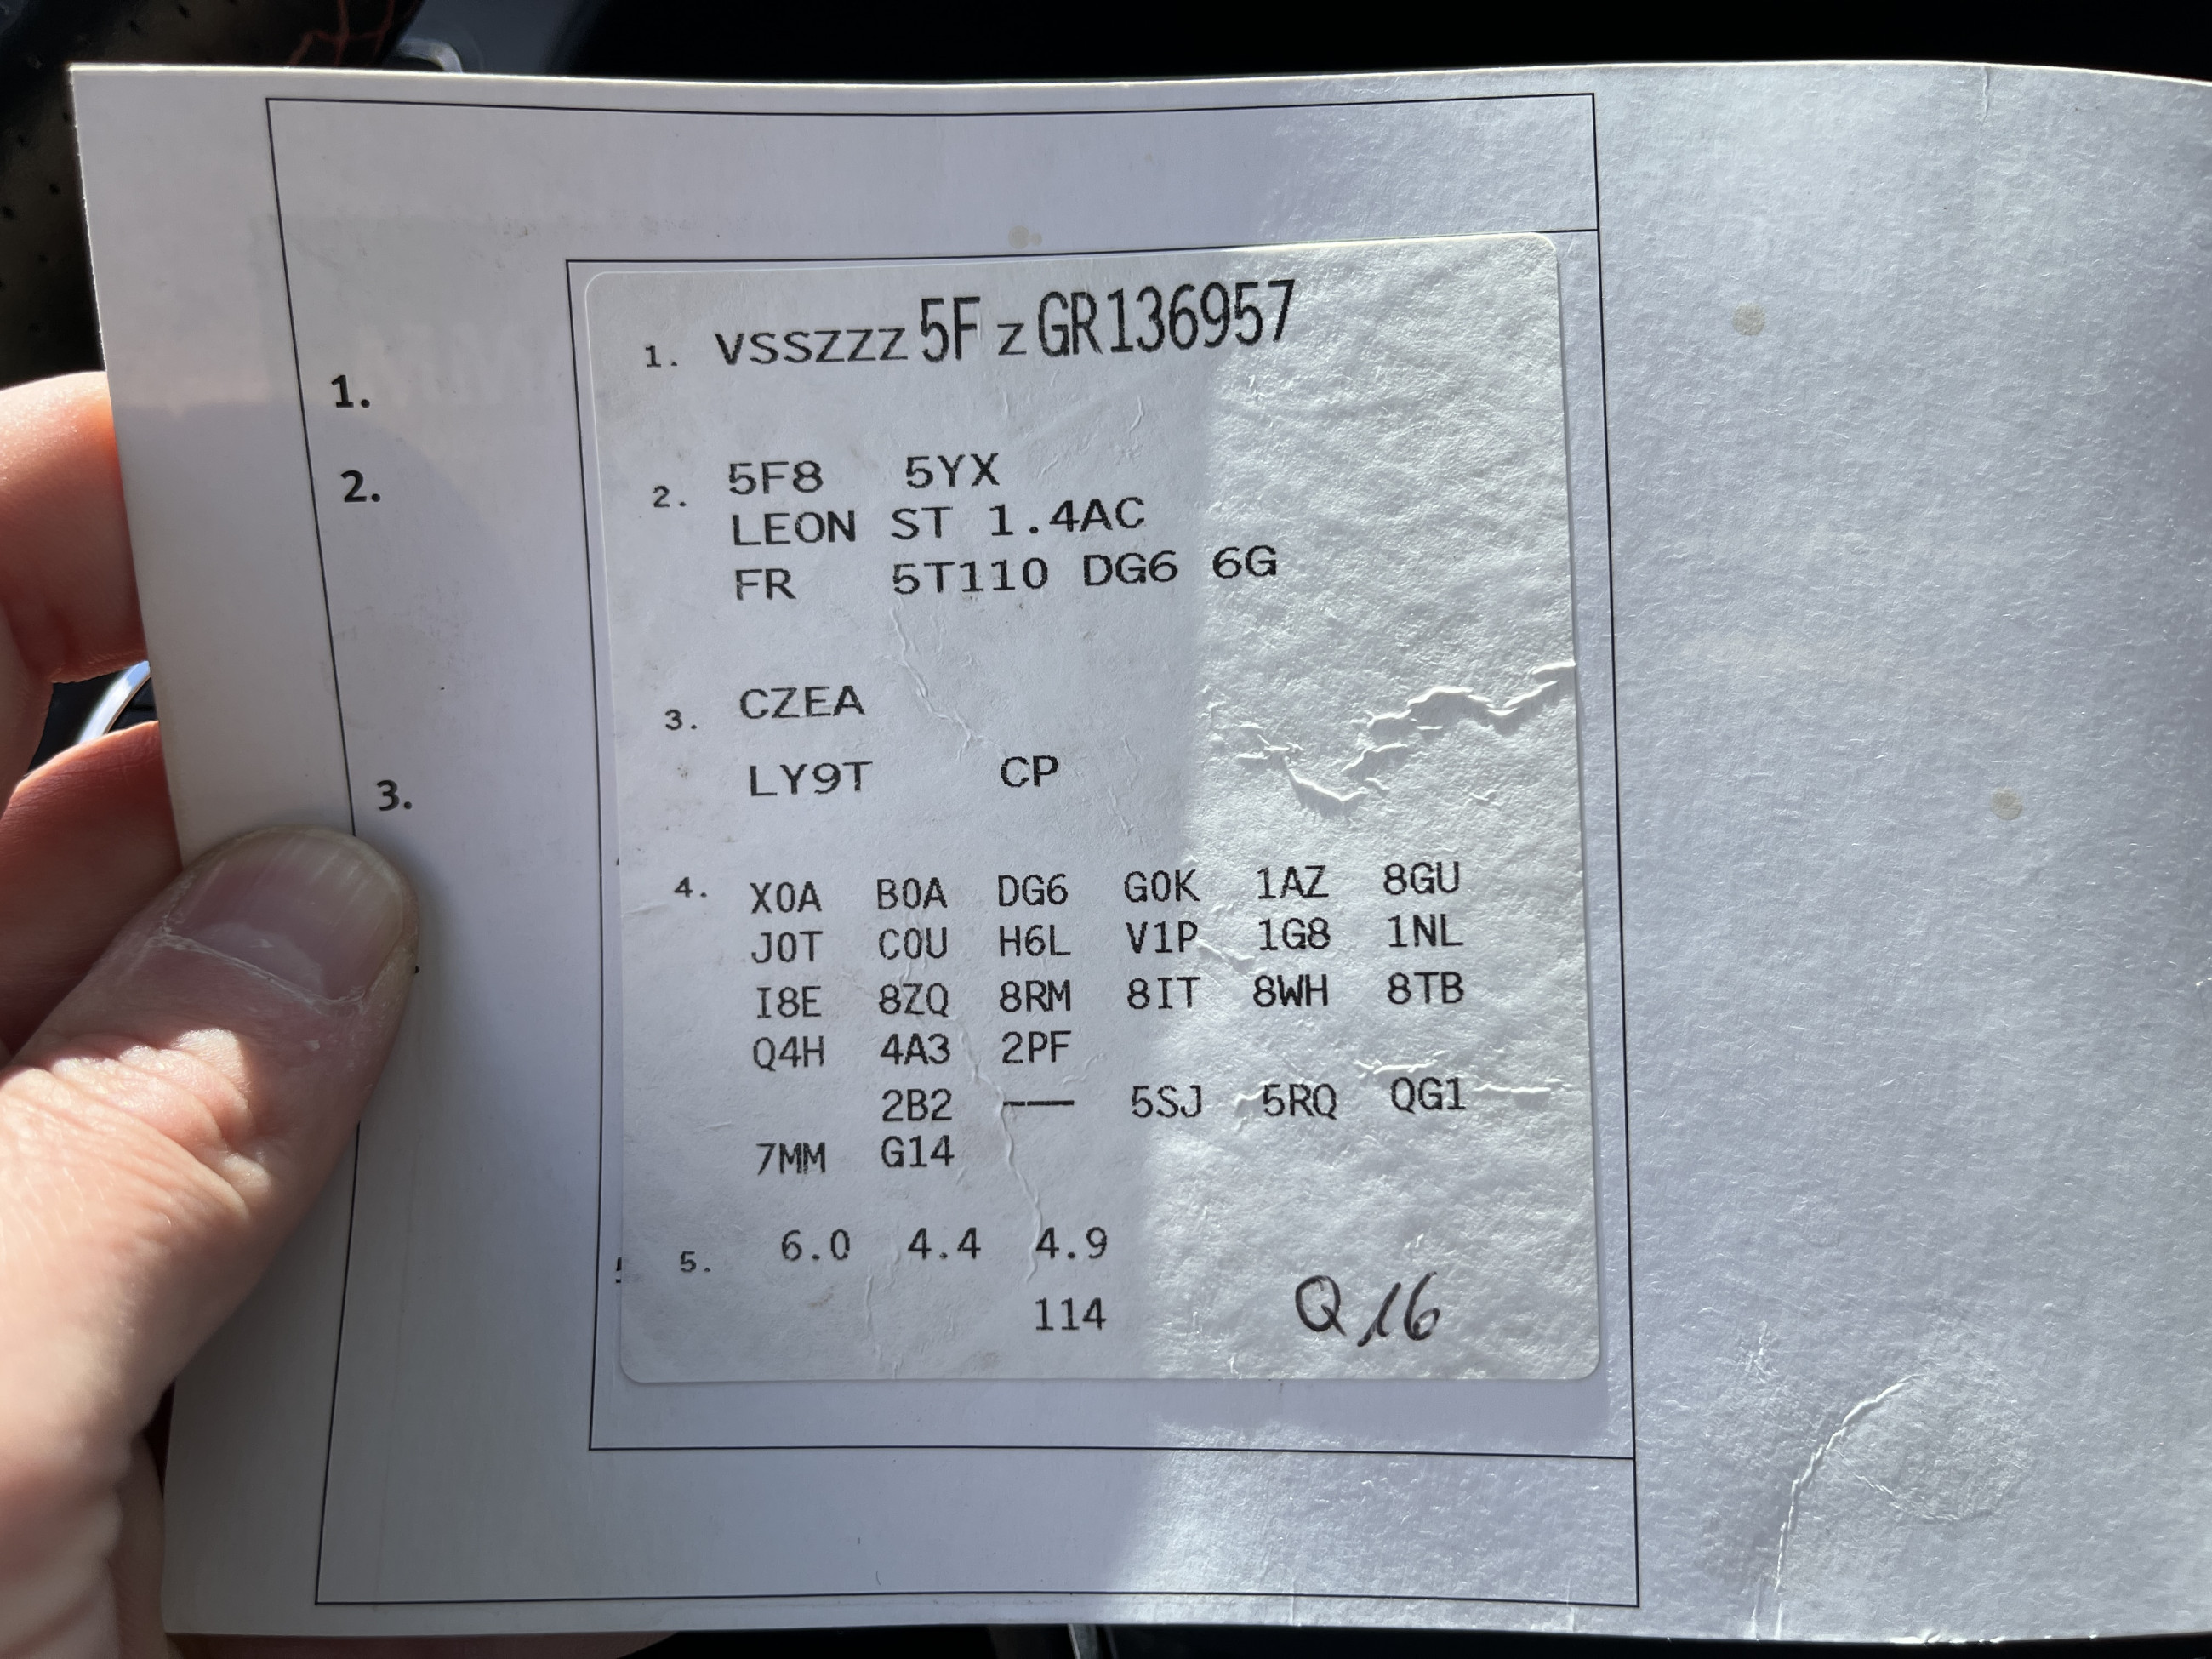 1. VSSZZZ5FZGR136957
1.
2. 5F8 5YX
2.
LEON ST 1.4AC
FR 5T110 DG6 6G
3. CZEA
LY9T CP
3.
4. X0A B0A DG6 G0K 1AZ 8GU
J0T C0U H6L V1P 1G8 1NL
I8E 8ZQ 8RM 8IT 8WH 8TB
Q4H 4A3 2PF
2B2 --- 5SJ 5RQ QG1
7MM G14
5. 6.0 4.4 4.9
114 Q16